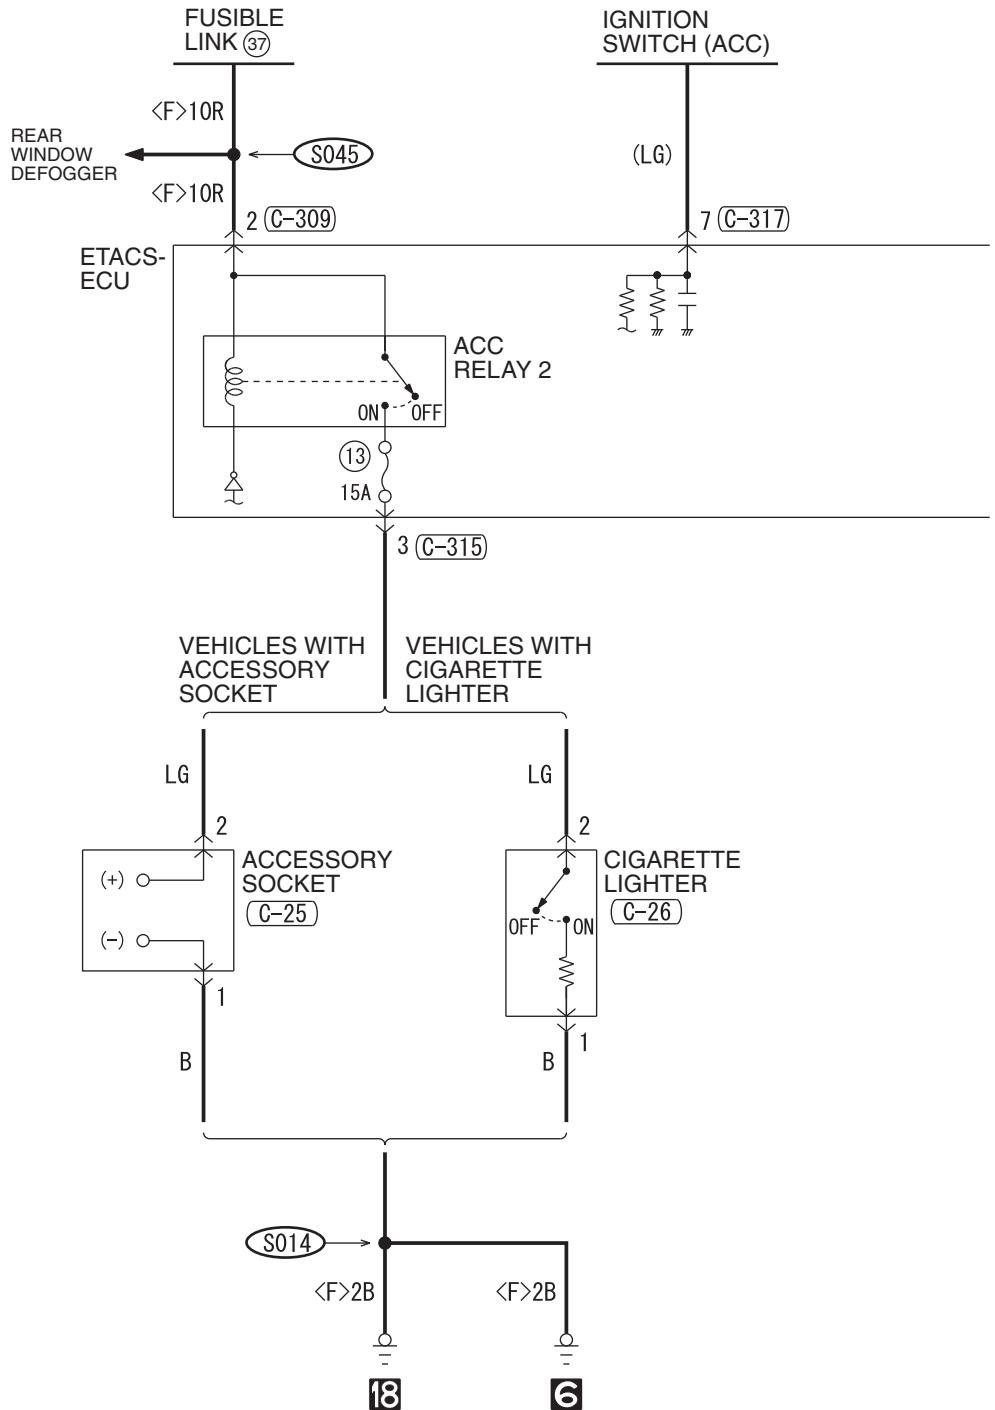 FUSIBLE
LINK 37
IGNITION
SWITCH (ACC)
<F>10R
REAR
WINDOW
DEFOGGER
S045
(LG)
<F>10R
2 C-309
7 C-317
ETACS-
ECU
ACC
RELAY 2
ON OFF
13
15A
3 C-315
VEHICLES WITH
ACCESSORY
SOCKET
VEHICLES WITH
CIGARETTE
LIGHTER
LG
LG
2
2
ACCESSORY
SOCKET
C-25
(+)
(-)
CIGARETTE
LIGHTER
C-26
OFF ON
1
1
B
B
S014
<F>2B
<F>2B
18
6